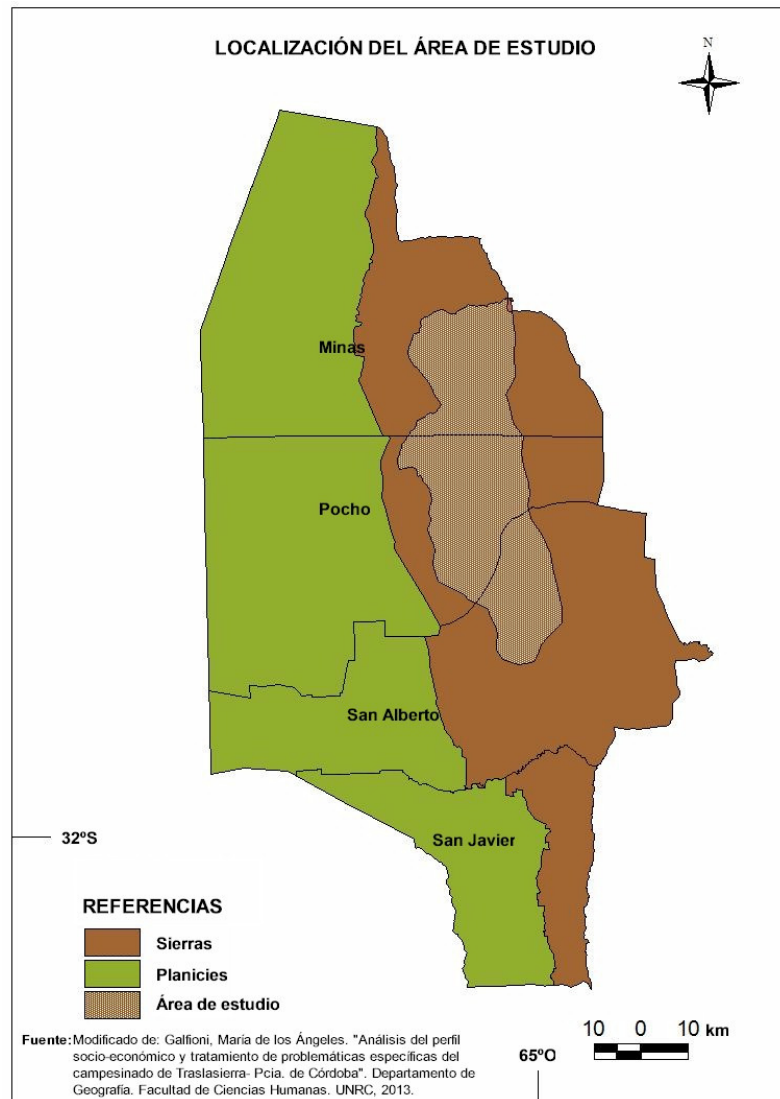 LOCALIZACIÓN DEL ÁREA DE ESTUDIO
N
Minas
Pocho
San Alberto
San Javier
32ºS
REFERENCIAS
Sierras
Planicies
Área de estudio
10 0 10 km
65ºO
Fuente: Modificado de: Galfioni, María de los Ángeles. "Análisis del perfil
socio-económico y tratamiento de problemáticas específicas del
campesinado de Traslasierra- Pcia. de Córdoba". Departamento de
Geografía. Facultad de Ciencias Humanas. UNRC, 2013.